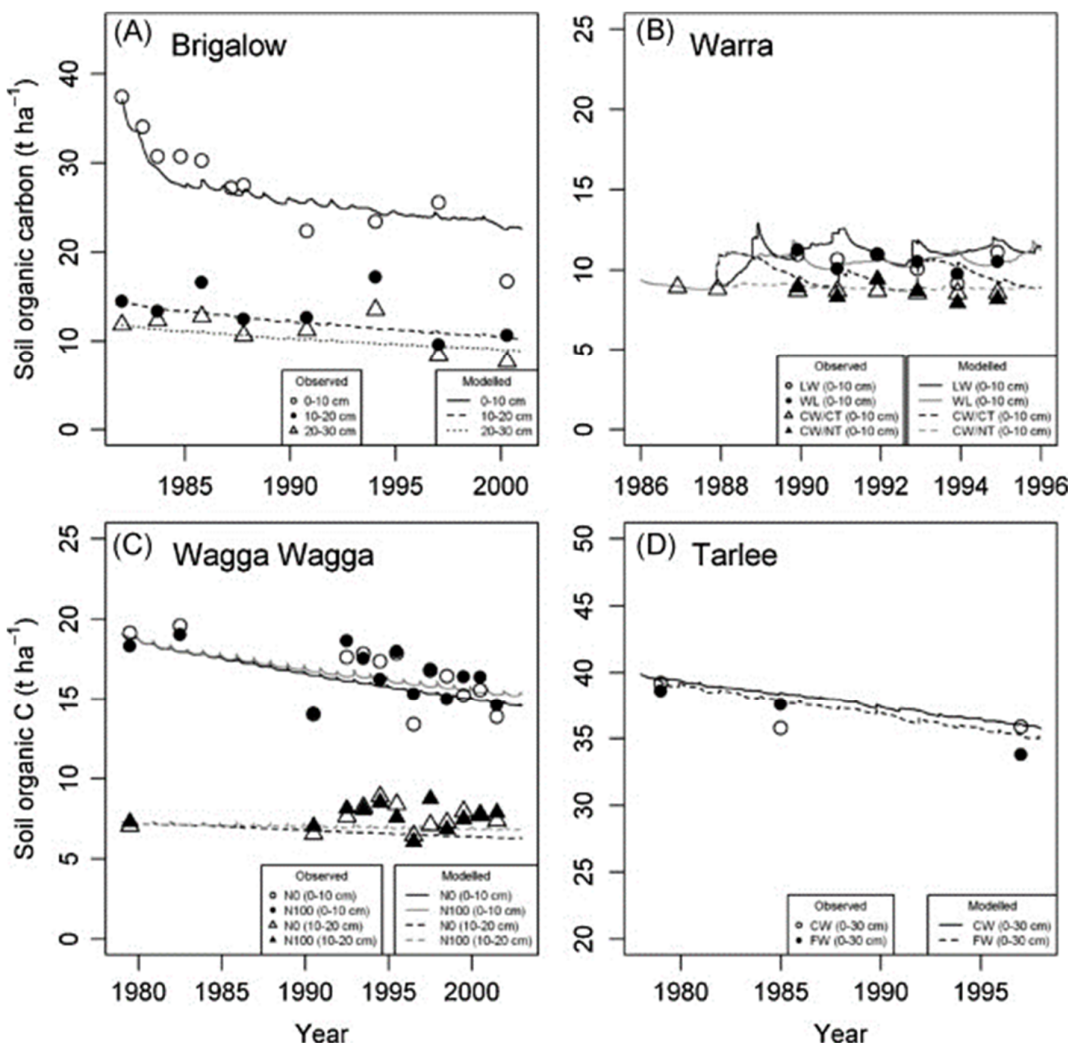 (A) Brigalow
Soil organic carbon (t ha⁻¹)
40
30
20
10
0
Observed
0-10 cm
10-20 cm
20-30 cm
Modelled
0-10 cm
10-20 cm
20-30 cm
1985 1990 1995 2000
(B) Warra
25
20
15
10
5
0
Observed
LW (0-10 cm)
WL (0-10 cm)
CW/CT (0-10 cm)
CW/NT (0-10 cm)
Modelled
LW (0-10 cm)
WL (0-10 cm)
CW/CT (0-10 cm)
CW/NT (0-10 cm)
1986 1988 1990 1992 1994 1996
(C) Wagga Wagga
Soil organic C (t ha⁻¹)
25
20
15
10
5
0
Observed
N0 (0-10 cm)
N100 (0-10 cm)
N0 (10-20 cm)
N100 (10-20 cm)
Modelled
N0 (0-10 cm)
N100 (0-10 cm)
N0 (10-20 cm)
N100 (10-20 cm)
1980 1985 1990 1995 2000
Year
(D) Tarlee
50
45
40
35
30
25
20
Observed
CW (0-30 cm)
FW (0-30 cm)
Modelled
CW (0-30 cm)
FW (0-30 cm)
1980 1985 1990 1995
Year